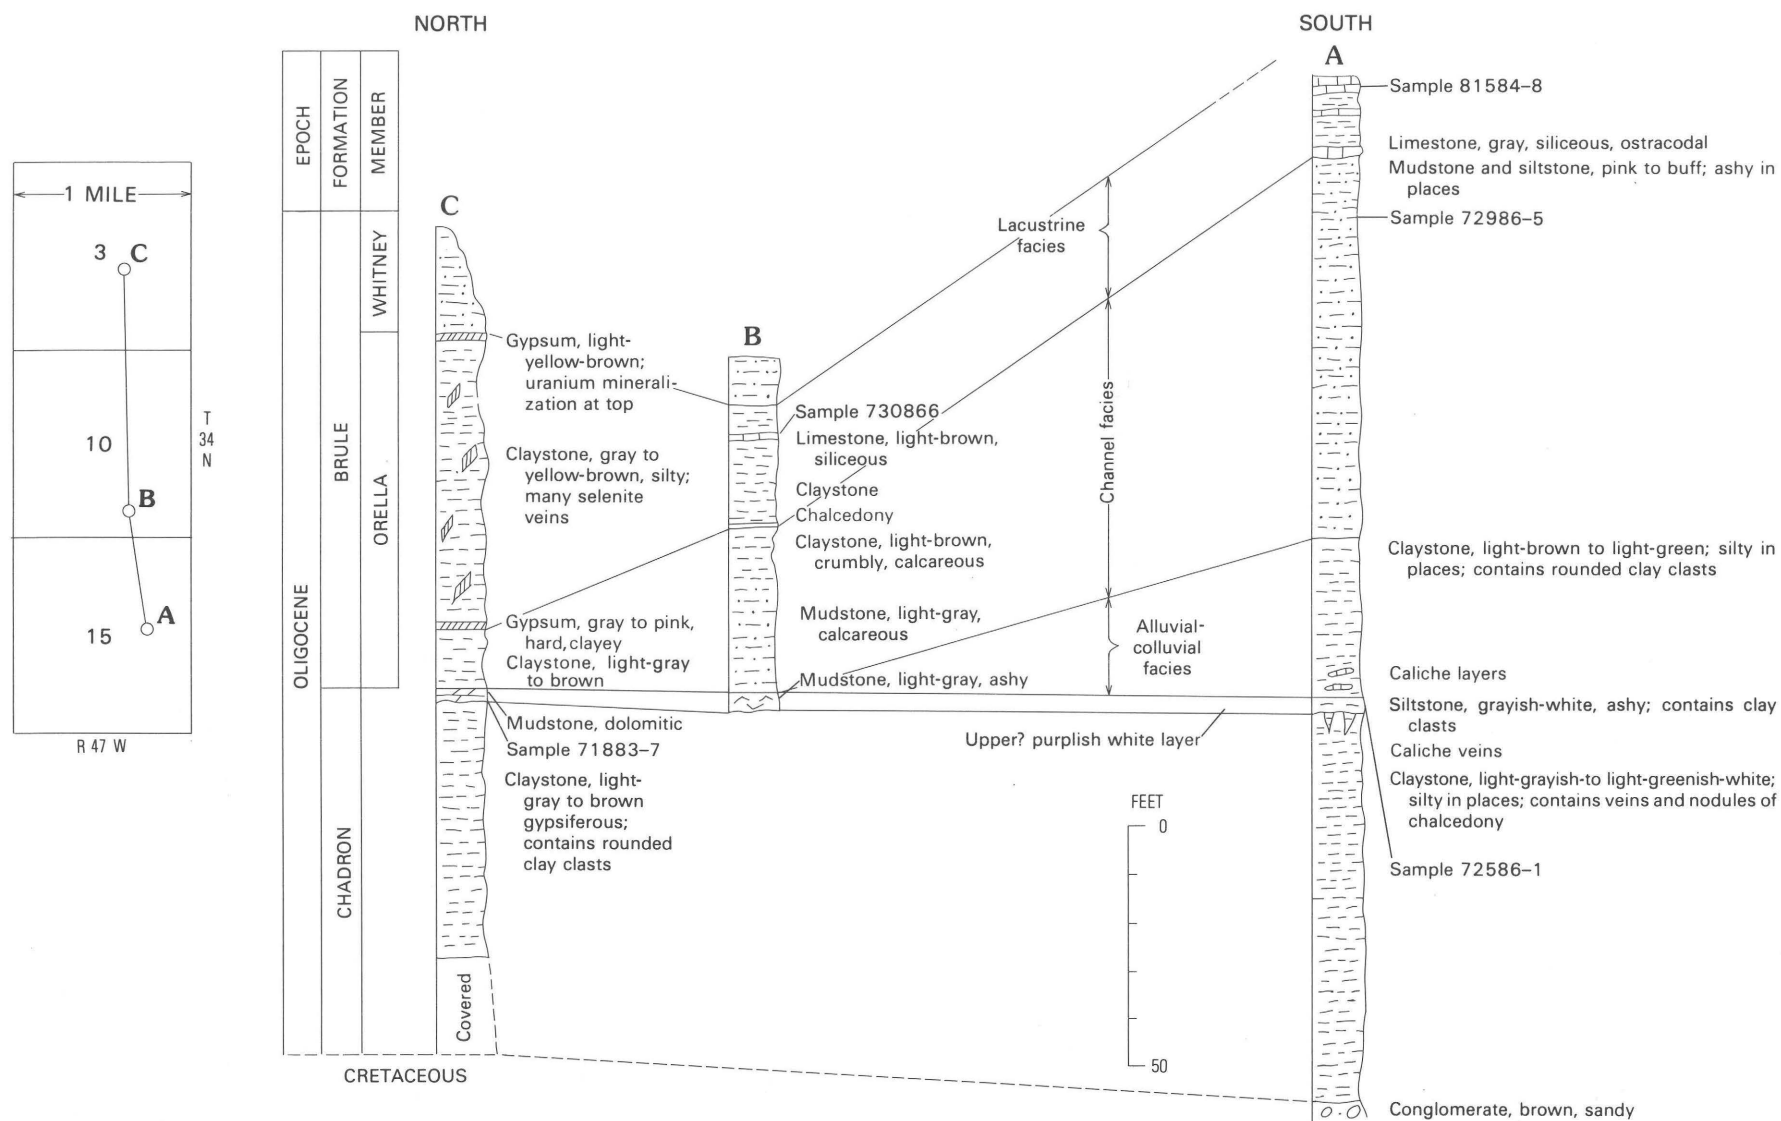 NORTH
SOUTH
1 MILE
3
C
10
B
15
A
T
34
N
R 47 W
EPOCH
FORMATION
MEMBER
OLIGOCENE
BRULE
CHADRON
WHITNEY
ORELLA
CRETACEOUS
C
Gypsum, light-
yellow-brown;
uranium minerali-
zation at top
Claystone, gray to
yellow-brown, silty;
many selenite
veins
Gypsum, gray to pink,
hard, clayey
Claystone, light-gray
to brown
Mudstone, dolomitic
Sample 71883–7
Claystone, light-
gray to brown
gypsiferous;
contains rounded
clay clasts
Covered
B
Sample 730866
Limestone, light-brown,
siliceous
Claystone
Chalcedony
Claystone, light-brown,
crumbly, calcareous
Mudstone, light-gray,
calcareous
Mudstone, light-gray, ashy
Lacustrine
facies
Channel facies
Alluvial-
colluvial
facies
Upper? purplish white layer
FEET
0
50
A
Sample 81584–8
Limestone, gray, siliceous, ostracodal
Mudstone and siltstone, pink to buff; ashy in
places
Sample 72986–5
Claystone, light-brown to light-green; silty in
places; contains rounded clay clasts
Caliche layers
Siltstone, grayish-white, ashy; contains clay
clasts
Caliche veins
Claystone, light-grayish-to light-greenish-white;
silty in places; contains veins and nodules of
chalcedony
Sample 72586–1
Conglomerate, brown, sandy